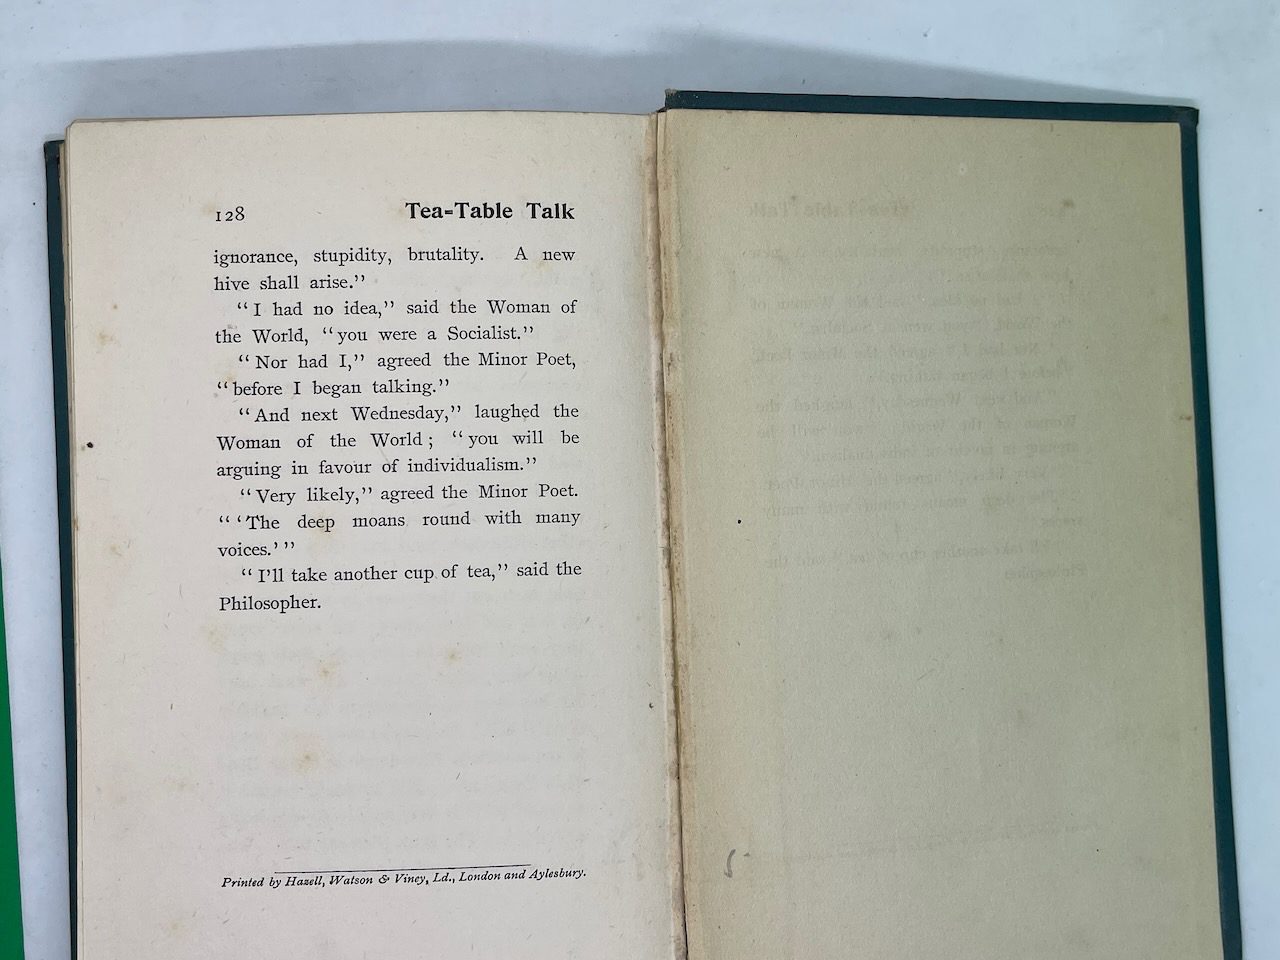 128 Tea-Table Talk
ignorance, stupidity, brutality. A new
hive shall arise.”
“I had no idea,” said the Woman of
the World, “you were a Socialist.”
“Nor had I,” agreed the Minor Poet,
“before I began talking.”
“And next Wednesday,” laughed the
Woman of the World; “you will be
arguing in favour of individualism.”
“Very likely,” agreed the Minor Poet.
“‘The deep moans round with many
voices.’”
“I’ll take another cup of tea,” said the
Philosopher.
Printed by Hazell, Watson & Viney, Ld., London and Aylesbury.